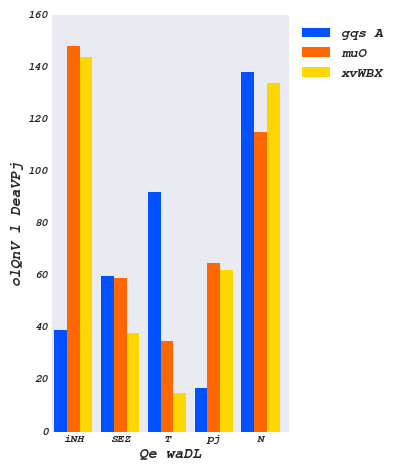 160
140
120
100
80
60
40
20
0
olQnV l DeaVPj
iNH SEZ T pj N
Qe waDL
gqs A
muO
xvWBX